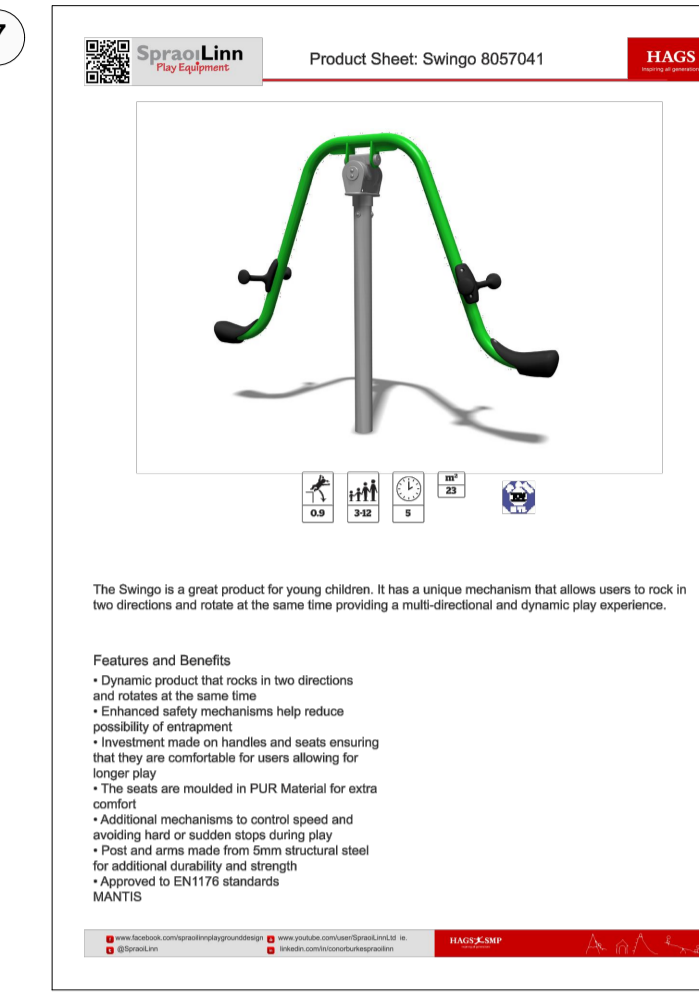 7
SpraoiLinn
Play Equipment
Product Sheet: Swingo 8057041
HAGS
Inspiring all generation
0.9
3-12
5
m²
23
EN
The Swingo is a great product for young children. It has a unique mechanism that allows users to rock in
two directions and rotate at the same time providing a multi-directional and dynamic play experience.
Features and Benefits
• Dynamic product that rocks in two directions
and rotates at the same time
• Enhanced safety mechanisms help reduce
possibility of entrapment
• Investment made on handles and seats ensuring
that they are comfortable for users allowing for
longer play
• The seats are moulded in PUR Material for extra
comfort
• Additional mechanisms to control speed and
avoiding hard or sudden stops during play
• Post and arms made from 5mm structural steel
for additional durability and strength
• Approved to EN1176 standards
MANTIS
www.facebook.com/spraoilinnplaygrounddesign www.youtube.com/user/SpraoiLinnLtd ie.
@SpraoiLinn linkedin.com/in/conorburkespraoilinn
HAGS SMP